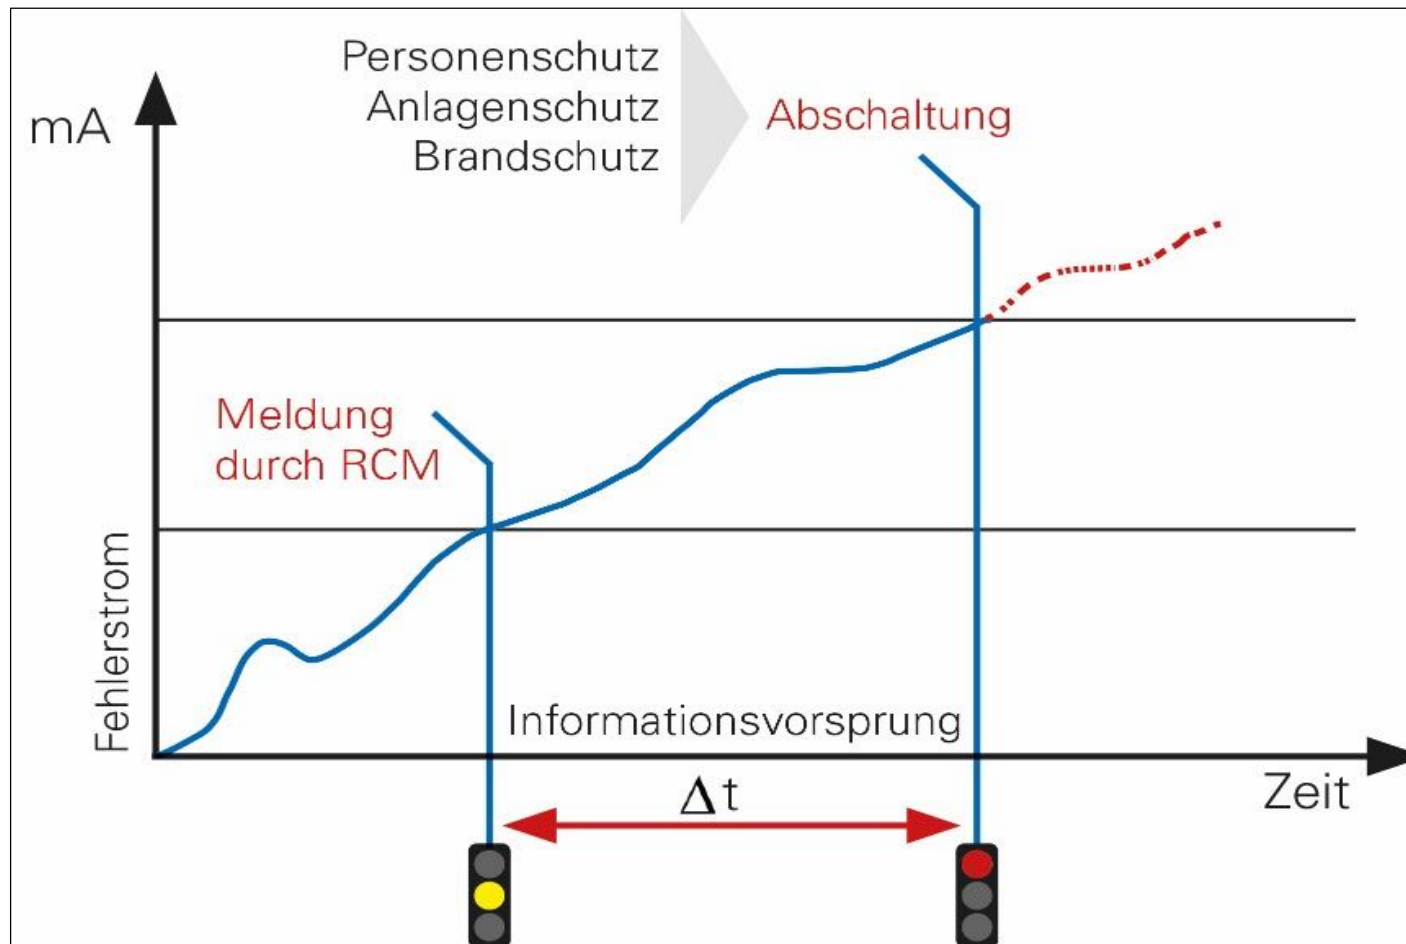 Personenschutz
Anlagenschutz
Brandschutz
Abschaltung
mA
Meldung
durch RCM
Fehlerstrom
Informationsvorsprung
Zeit
Δt